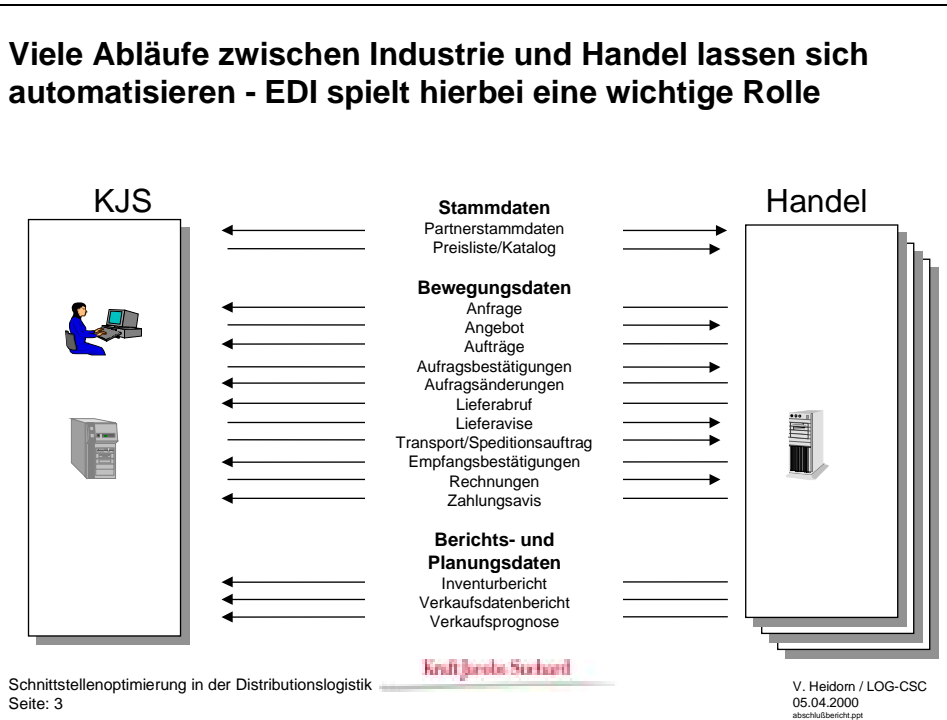 Viele Abläufe zwischen Industrie und Handel lassen sich
automatisieren - EDI spielt hierbei eine wichtige Rolle
KJS
Handel
Stammdaten
Partnerstammdaten
Preisliste/Katalog
Bewegungsdaten
Anfrage
Angebot
Aufträge
Aufragsbestätigungen
Aufragsänderungen
Lieferabruf
Lieferavise
Transport/Speditionsauftrag
Empfangsbestätigungen
Rechnungen
Zahlungsavis
Berichts- und
Planungsdaten
Inventurbericht
Verkaufsdatenbericht
Verkaufsprognose
Kraft Jacobs Suchard
Schnittstellenoptimierung in der Distributionslogistik
Seite: 3
V. Heidorn / LOG-CSC
05.04.2000
abschlußbericht.ppt